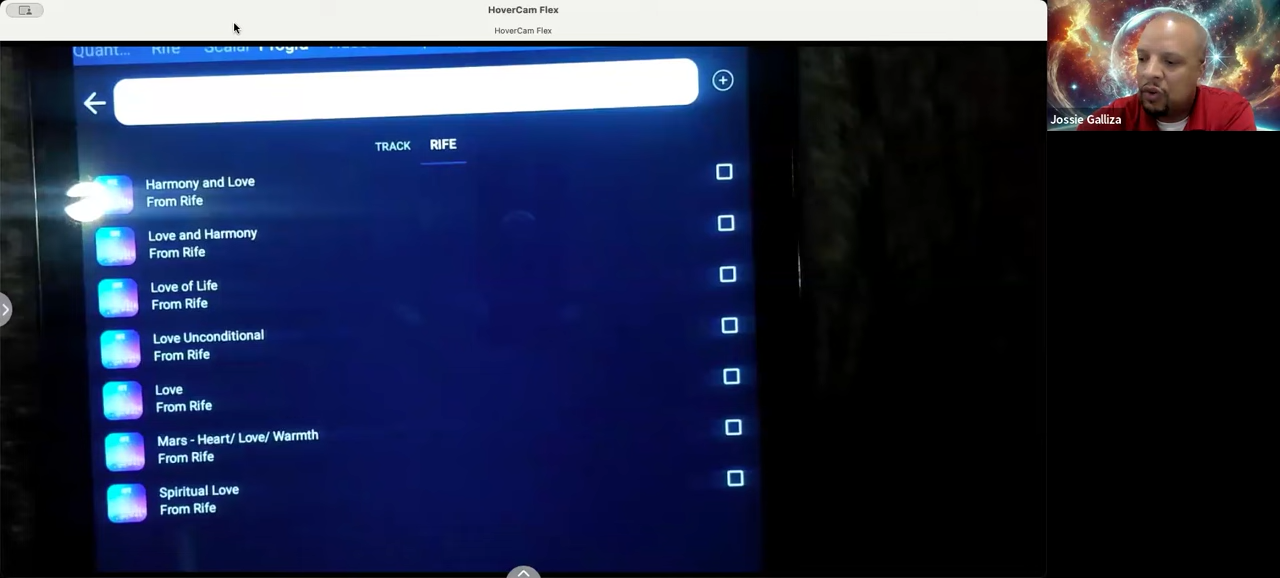 HoverCam Flex
HoverCam Flex
Jossie Galliza
Quant... Rife Scalar
TRACK RIFE
Harmony and Love
From Rife
Love and Harmony
From Rife
Love of Life
From Rife
Love Unconditional
From Rife
Love
From Rife
Mars - Heart/ Love/ Warmth
From Rife
Spiritual Love
From Rife